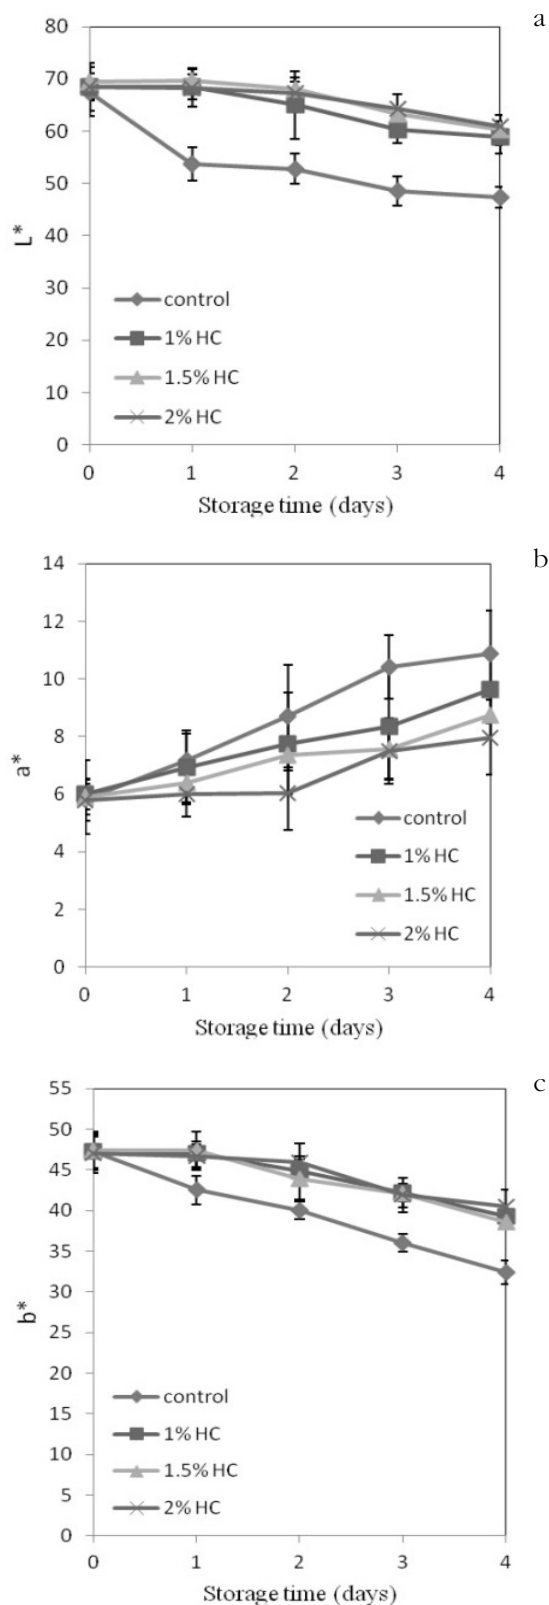 a
80
70
60
50
40
30
20
10
0
L*
control
1% HC
1.5% HC
2% HC
0 1 2 3 4
Storage time (days)
b
14
12
10
8
6
4
2
0
a*
control
1% HC
1.5% HC
2% HC
0 1 2 3 4
Storage time (days)
c
55
50
45
40
35
30
25
20
15
10
5
0
b*
control
1% HC
1.5% HC
2% HC
0 1 2 3 4
Storage time (days)